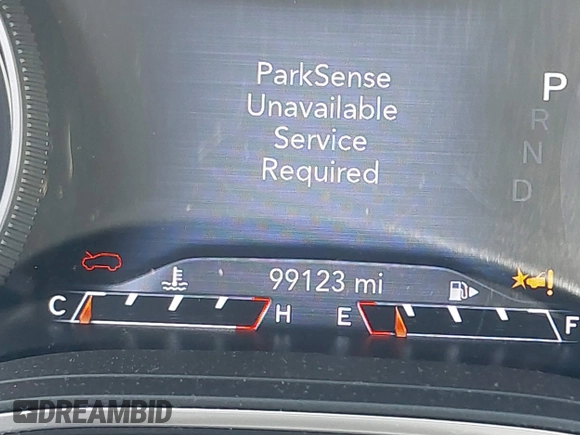 ParkSense
Unavailable
Service
Required
P
R
N
D
99123 mi
C
H
E
F
DREAMBID